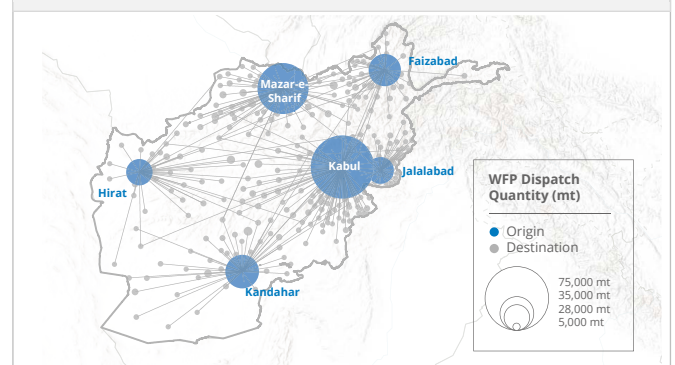 Faizabad
Mazar-e-
Sharif
Kabul
Jalalabad
Hirat
Kandahar
WFP Dispatch
Quantity (mt)
Origin
Destination
75,000 mt
35,000 mt
28,000 mt
5,000 mt